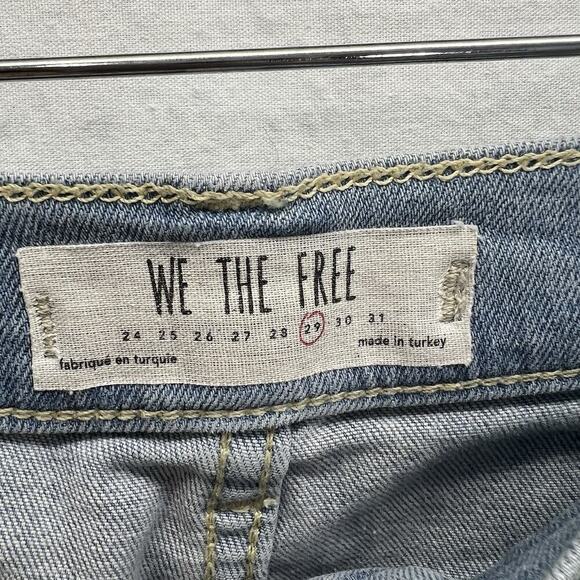 WE THE FREE
24 25 26 27 28 29 30 31
fabriqué en turquie
made in turkey